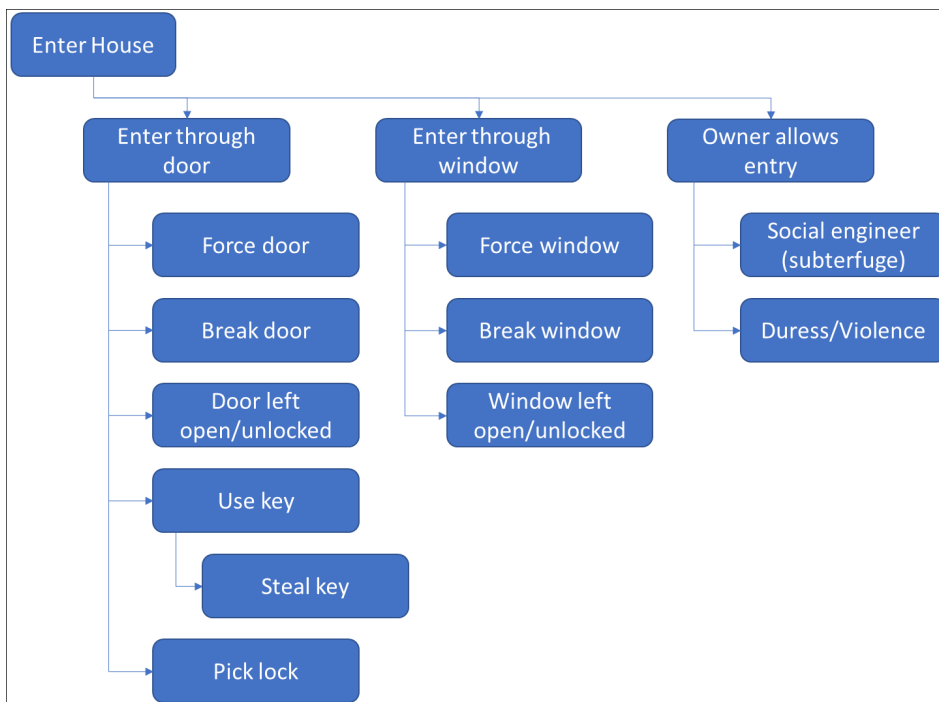 Enter House
Enter through
door
Enter through
window
Owner allows
entry
Force door
Force window
Social engineer
(subterfuge)
Break door
Break window
Duress/Violence
Door left
open/unlocked
Window left
open/unlocked
Use key
Steal key
Pick lock